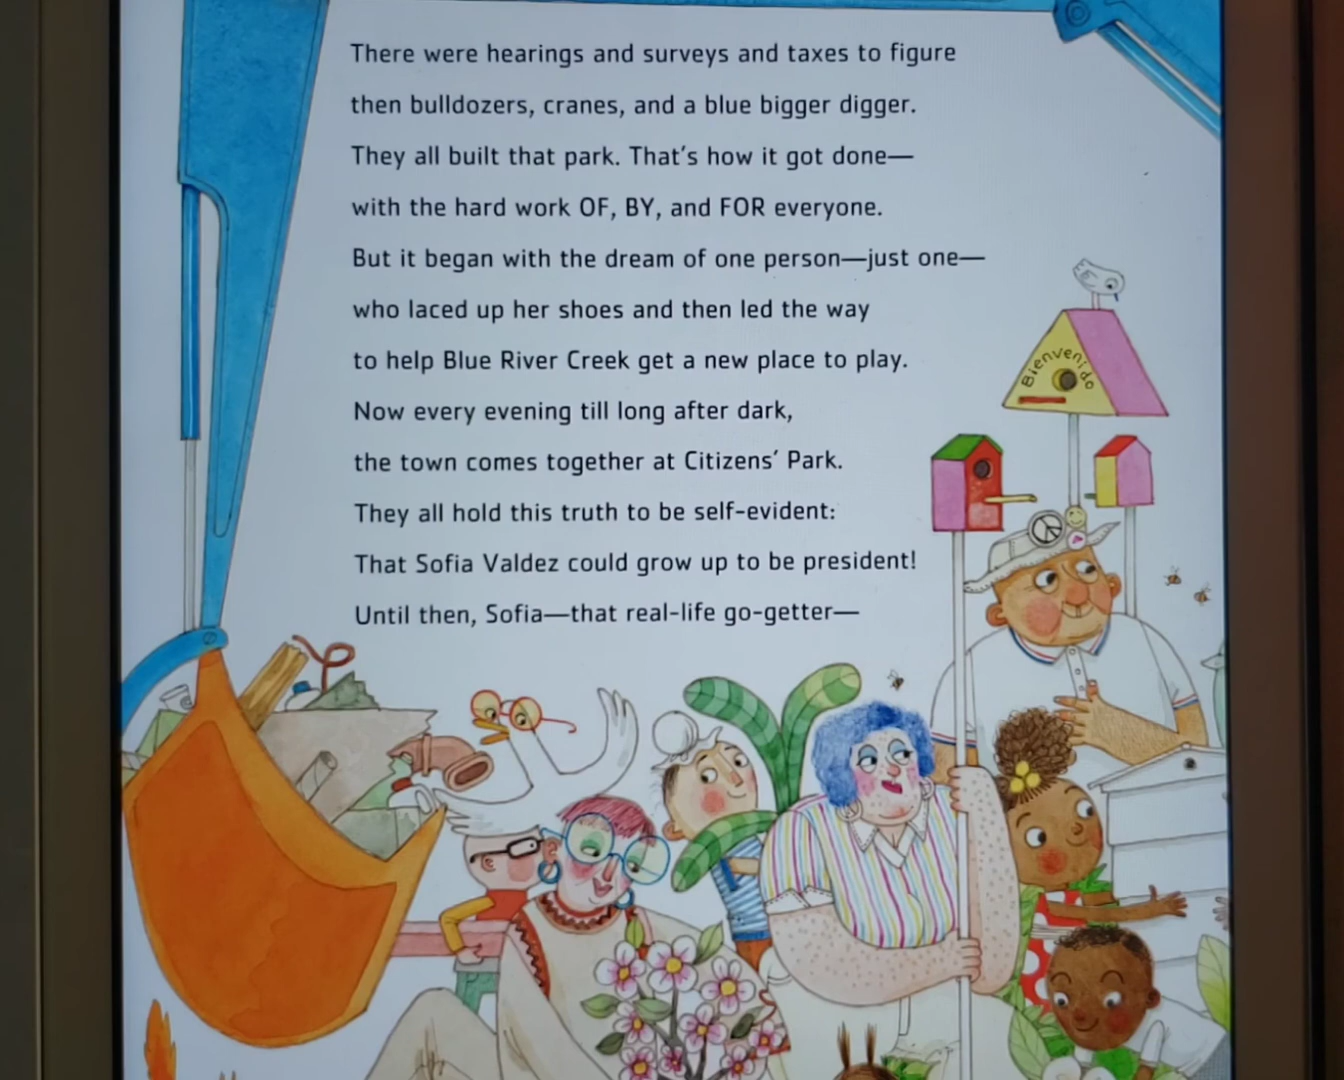 There were hearings and surveys and taxes to figure
then bulldozers, cranes, and a blue bigger digger.
They all built that park. That's how it got done—
with the hard work OF, BY, and FOR everyone.
But it began with the dream of one person—just one—
who laced up her shoes and then led the way
to help Blue River Creek get a new place to play.
Now every evening till long after dark,
the town comes together at Citizens' Park.
They all hold this truth to be self-evident:
That Sofia Valdez could grow up to be president!
Until then, Sofia—that real-life go-getter—
Bienvenido